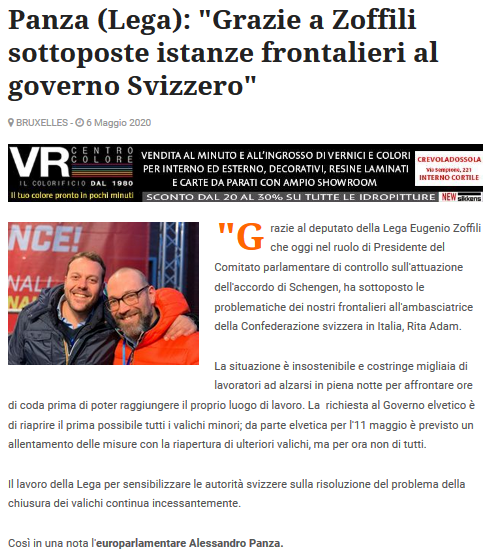 Panza (Lega): "Grazie a Zoffili
sottoposte istanze frontalieri al
governo Svizzero"
BRUXELLES - 6 Maggio 2020
VR CENTRO
COLORE
IL COLORIFICIO DAL 1980
Il tuo colore pronto in pochi minuti
VENDITA AL MINUTO E ALL'INGROSSO DI VERNICI E COLORI
PER INTERNO ED ESTERNO, DECORATIVI, RESINE LAMINATI
E CARTE DA PARATI CON AMPIO SHOWROOM
SCONTO DAL 20 AL 30% SU TUTTE LE IDROPITTURE
CREVOLADOSSOLA
Via Sempione, 221
INTERNO CORTILE
NEW sikkens
NCE!
NALI
"Grazie al deputato della Lega Eugenio Zoffili
che oggi nel ruolo di Presidente del
Comitato parlamentare di controllo sull'attuazione
dell'accordo di Schengen, ha sottoposto le
problematiche dei nostri frontalieri all'ambasciatrice
della Confederazione svizzera in Italia, Rita Adam.
La situazione è insostenibile e costringe migliaia di
lavoratori ad alzarsi in piena notte per affrontare ore
di coda prima di poter raggiungere il proprio luogo di lavoro. La richiesta al Governo elvetico è
di riaprire il prima possibile tutti i valichi minori; da parte elvetica per l'11 maggio è previsto un
allentamento delle misure con la riapertura di ulteriori valichi, ma per ora non di tutti.
Il lavoro della Lega per sensibilizzare le autorità svizzere sulla risoluzione del problema della
chiusura dei valichi continua incessantemente.
Così in una nota l'europarlamentare Alessandro Panza.